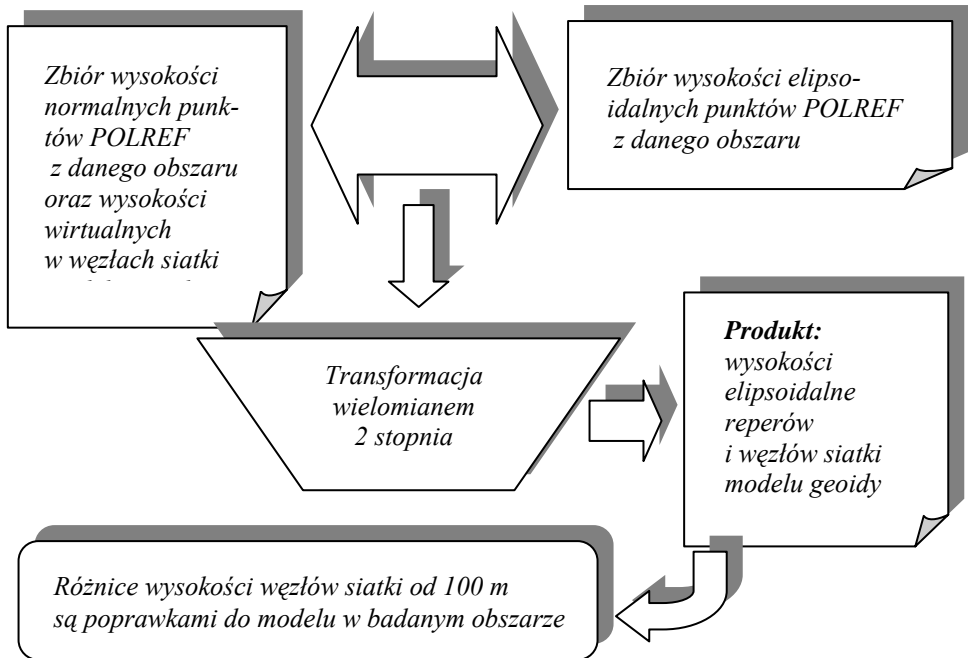 Zbiór wysokości
normalnych punk-
tów POLREF
z danego obszaru
oraz wysokości
wirtualnych
w węzłach siatki
Zbiór wysokości elipso-
idalnych punktów POLREF
z danego obszaru
Transformacja
wielomianem
2 stopnia
Produkt:
wysokości
elipsoidalne
reperów
i węzłów siatki
modelu geoidy
Różnice wysokości węzłów siatki od 100 m
są poprawkami do modelu w badanym obszarze